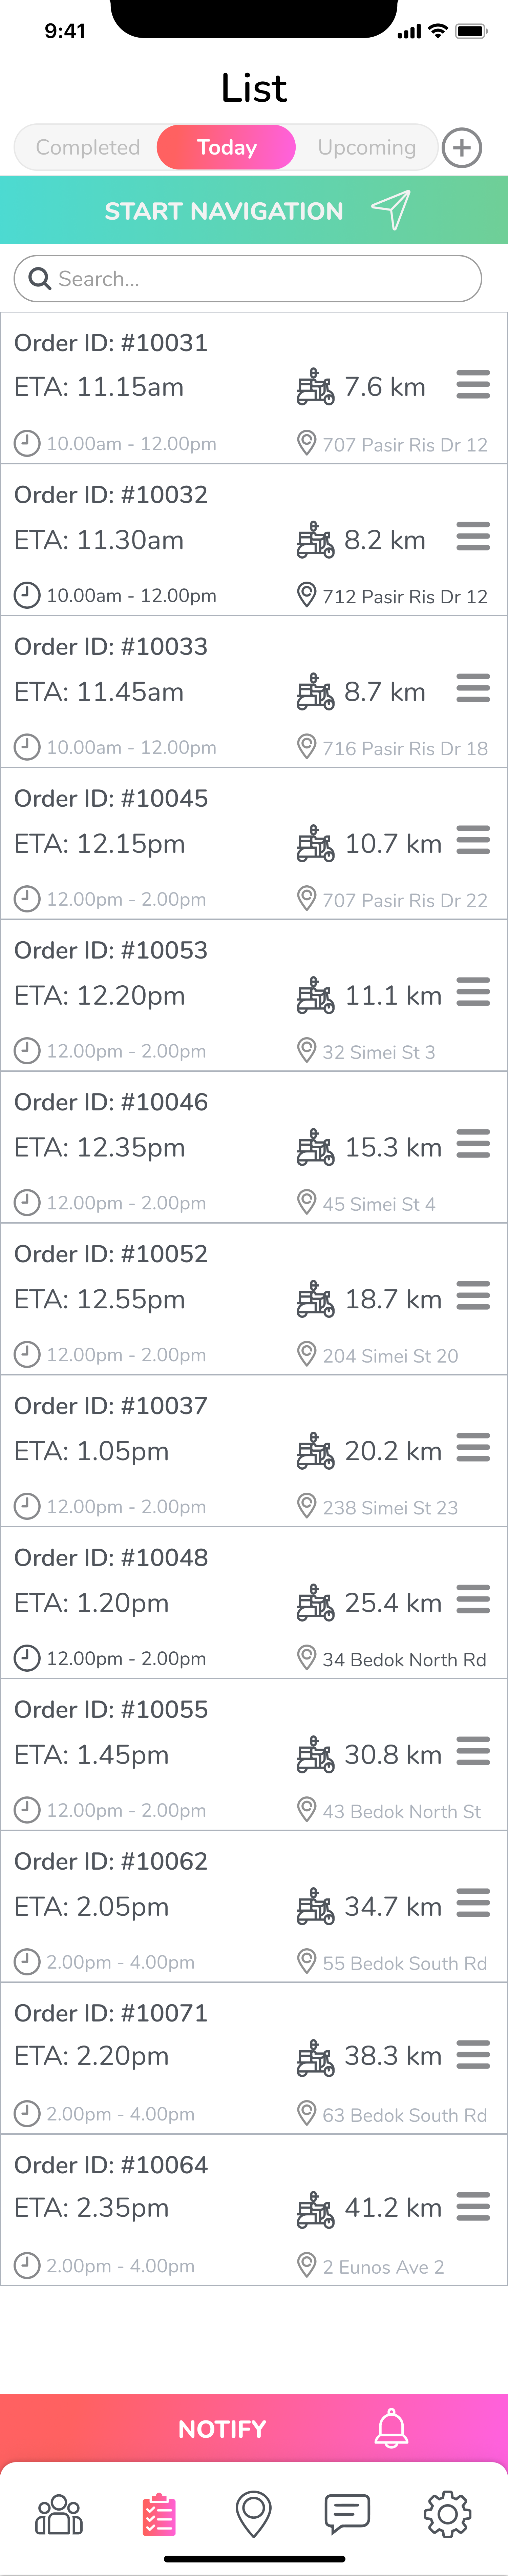 9:41
List
Completed Today Upcoming
START NAVIGATION
Search...
Order ID: #10031
ETA: 11.15am 7.6 km
10.00am - 12.00pm 707 Pasir Ris Dr 12
Order ID: #10032
ETA: 11.30am 8.2 km
10.00am - 12.00pm 712 Pasir Ris Dr 12
Order ID: #10033
ETA: 11.45am 8.7 km
10.00am - 12.00pm 716 Pasir Ris Dr 18
Order ID: #10045
ETA: 12.15pm 10.7 km
12.00pm - 2.00pm 707 Pasir Ris Dr 22
Order ID: #10053
ETA: 12.20pm 11.1 km
12.00pm - 2.00pm 32 Simei St 3
Order ID: #10046
ETA: 12.35pm 15.3 km
12.00pm - 2.00pm 45 Simei St 4
Order ID: #10052
ETA: 12.55pm 18.7 km
12.00pm - 2.00pm 204 Simei St 20
Order ID: #10037
ETA: 1.05pm 20.2 km
12.00pm - 2.00pm 238 Simei St 23
Order ID: #10048
ETA: 1.20pm 25.4 km
12.00pm - 2.00pm 34 Bedok North Rd
Order ID: #10055
ETA: 1.45pm 30.8 km
12.00pm - 2.00pm 43 Bedok North St
Order ID: #10062
ETA: 2.05pm 34.7 km
2.00pm - 4.00pm 55 Bedok South Rd
Order ID: #10071
ETA: 2.20pm 38.3 km
2.00pm - 4.00pm 63 Bedok South Rd
Order ID: #10064
ETA: 2.35pm 41.2 km
2.00pm - 4.00pm 2 Eunos Ave 2
NOTIFY